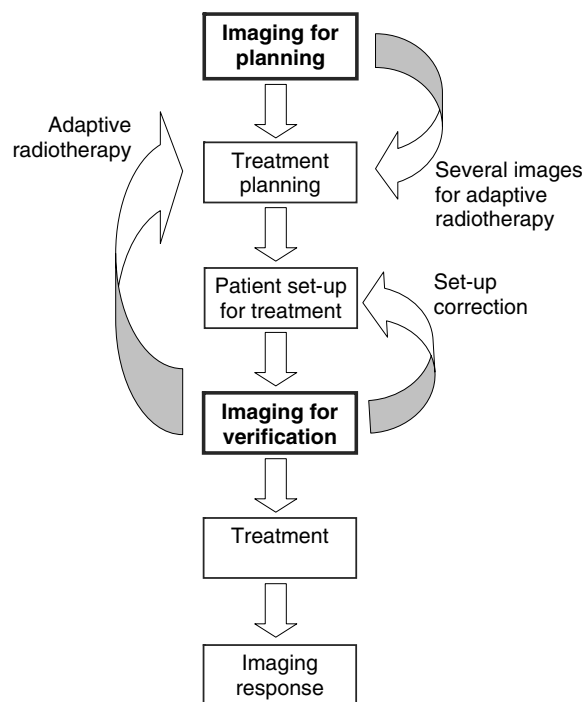 Imaging for
planning
Adaptive
radiotherapy
Treatment
planning
Several images
for adaptive
radiotherapy
Patient set-up
for treatment
Set-up
correction
Imaging for
verification
Treatment
Imaging
response